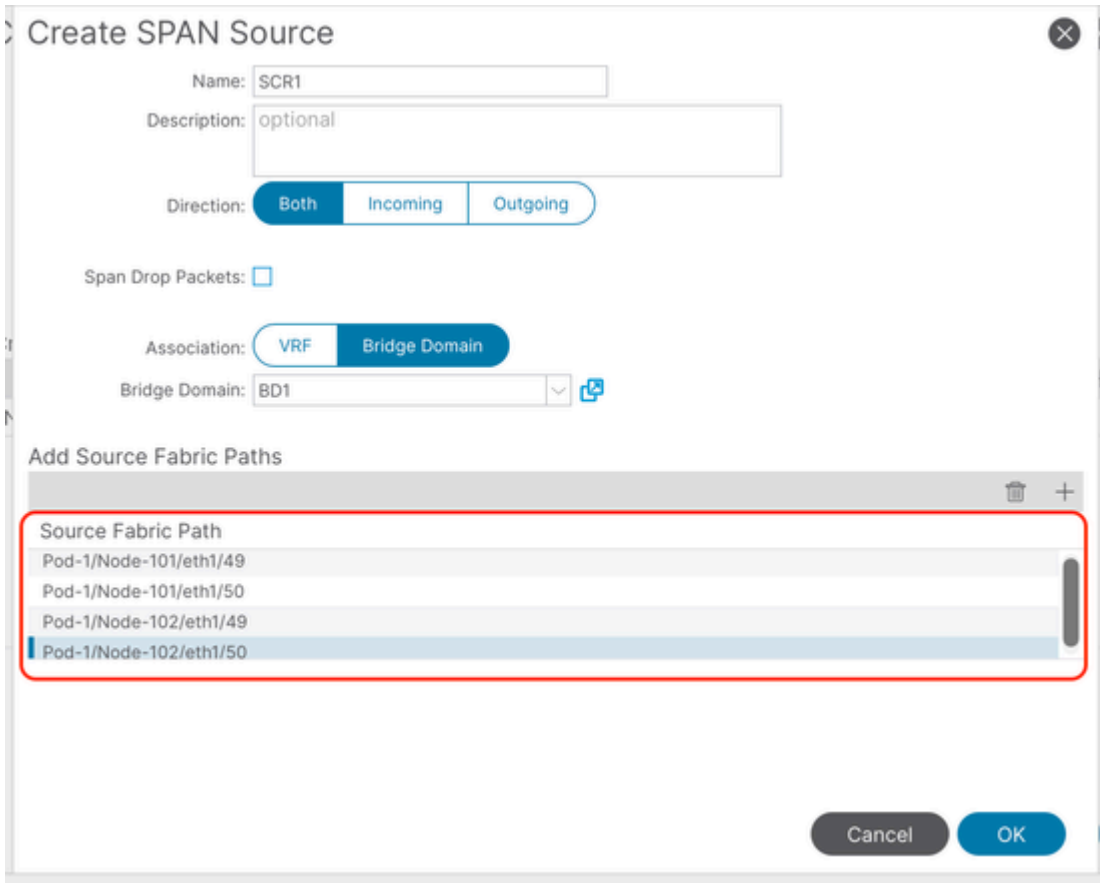 Create SPAN Source
Name: SCR1
Description: optional
Direction: Both Incoming Outgoing
Span Drop Packets:
Association: VRF Bridge Domain
Bridge Domain: BD1
Add Source Fabric Paths
Source Fabric Path
Pod-1/Node-101/eth1/49
Pod-1/Node-101/eth1/50
Pod-1/Node-102/eth1/49
Pod-1/Node-102/eth1/50
Cancel OK